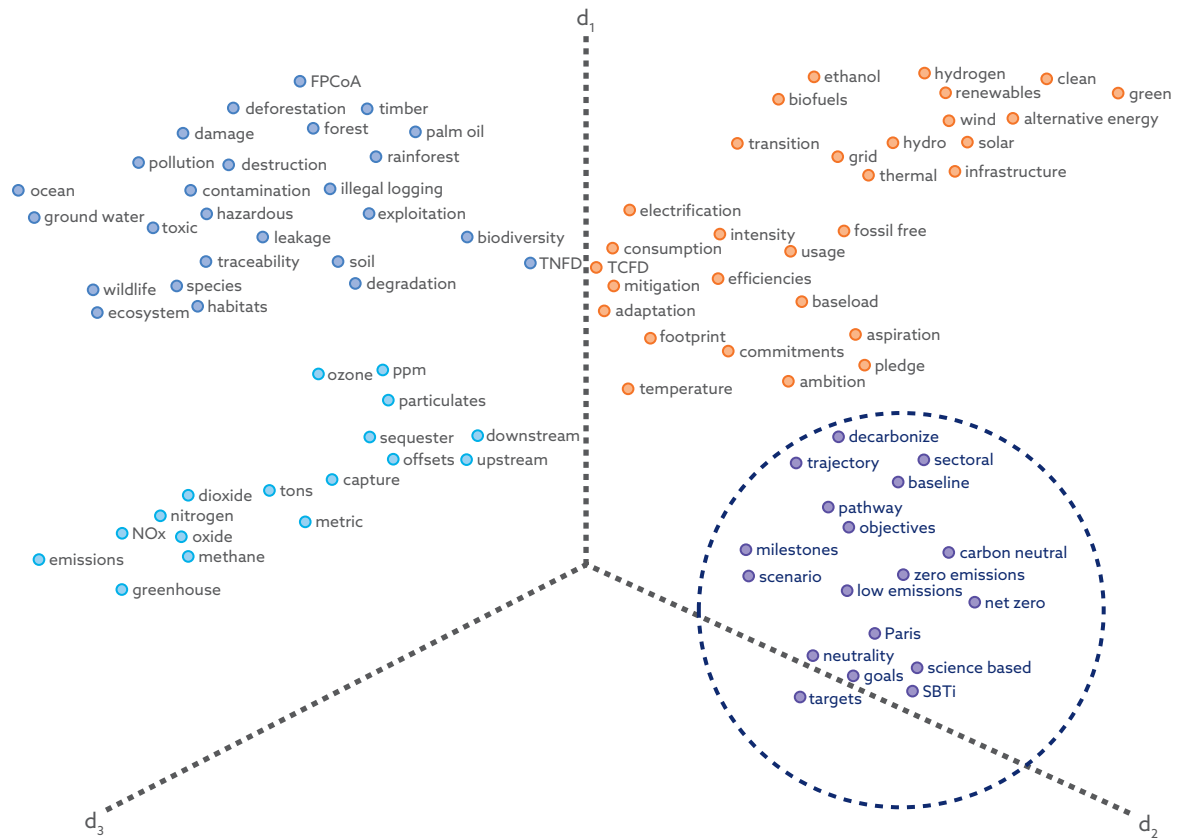 d1
FPCoA
deforestation
timber
damage
forest
palm oil
pollution
destruction
rainforest
ocean
contamination
illegal logging
ground water
hazardous
exploitation
toxic
leakage
biodiversity
traceability
soil
TNFD
wildlife
species
degradation
ecosystem
habitats
ethanol
hydrogen
clean
biofuels
renewables
green
wind
alternative energy
transition
hydro
solar
grid
thermal
infrastructure
electrification
intensity
fossil free
consumption
usage
TCFD
mitigation
efficiencies
adaptation
baseload
footprint
aspiration
commitments
pledge
temperature
ambition
ozone
ppm
particulates
sequester
downstream
offsets
upstream
capture
dioxide
tons
nitrogen
metric
NOx
oxide
emissions
methane
greenhouse
decarbonize
trajectory
sectoral
baseline
pathway
objectives
milestones
carbon neutral
scenario
zero emissions
low emissions
net zero
Paris
neutrality
science based
goals
SBTi
targets
d3
d2